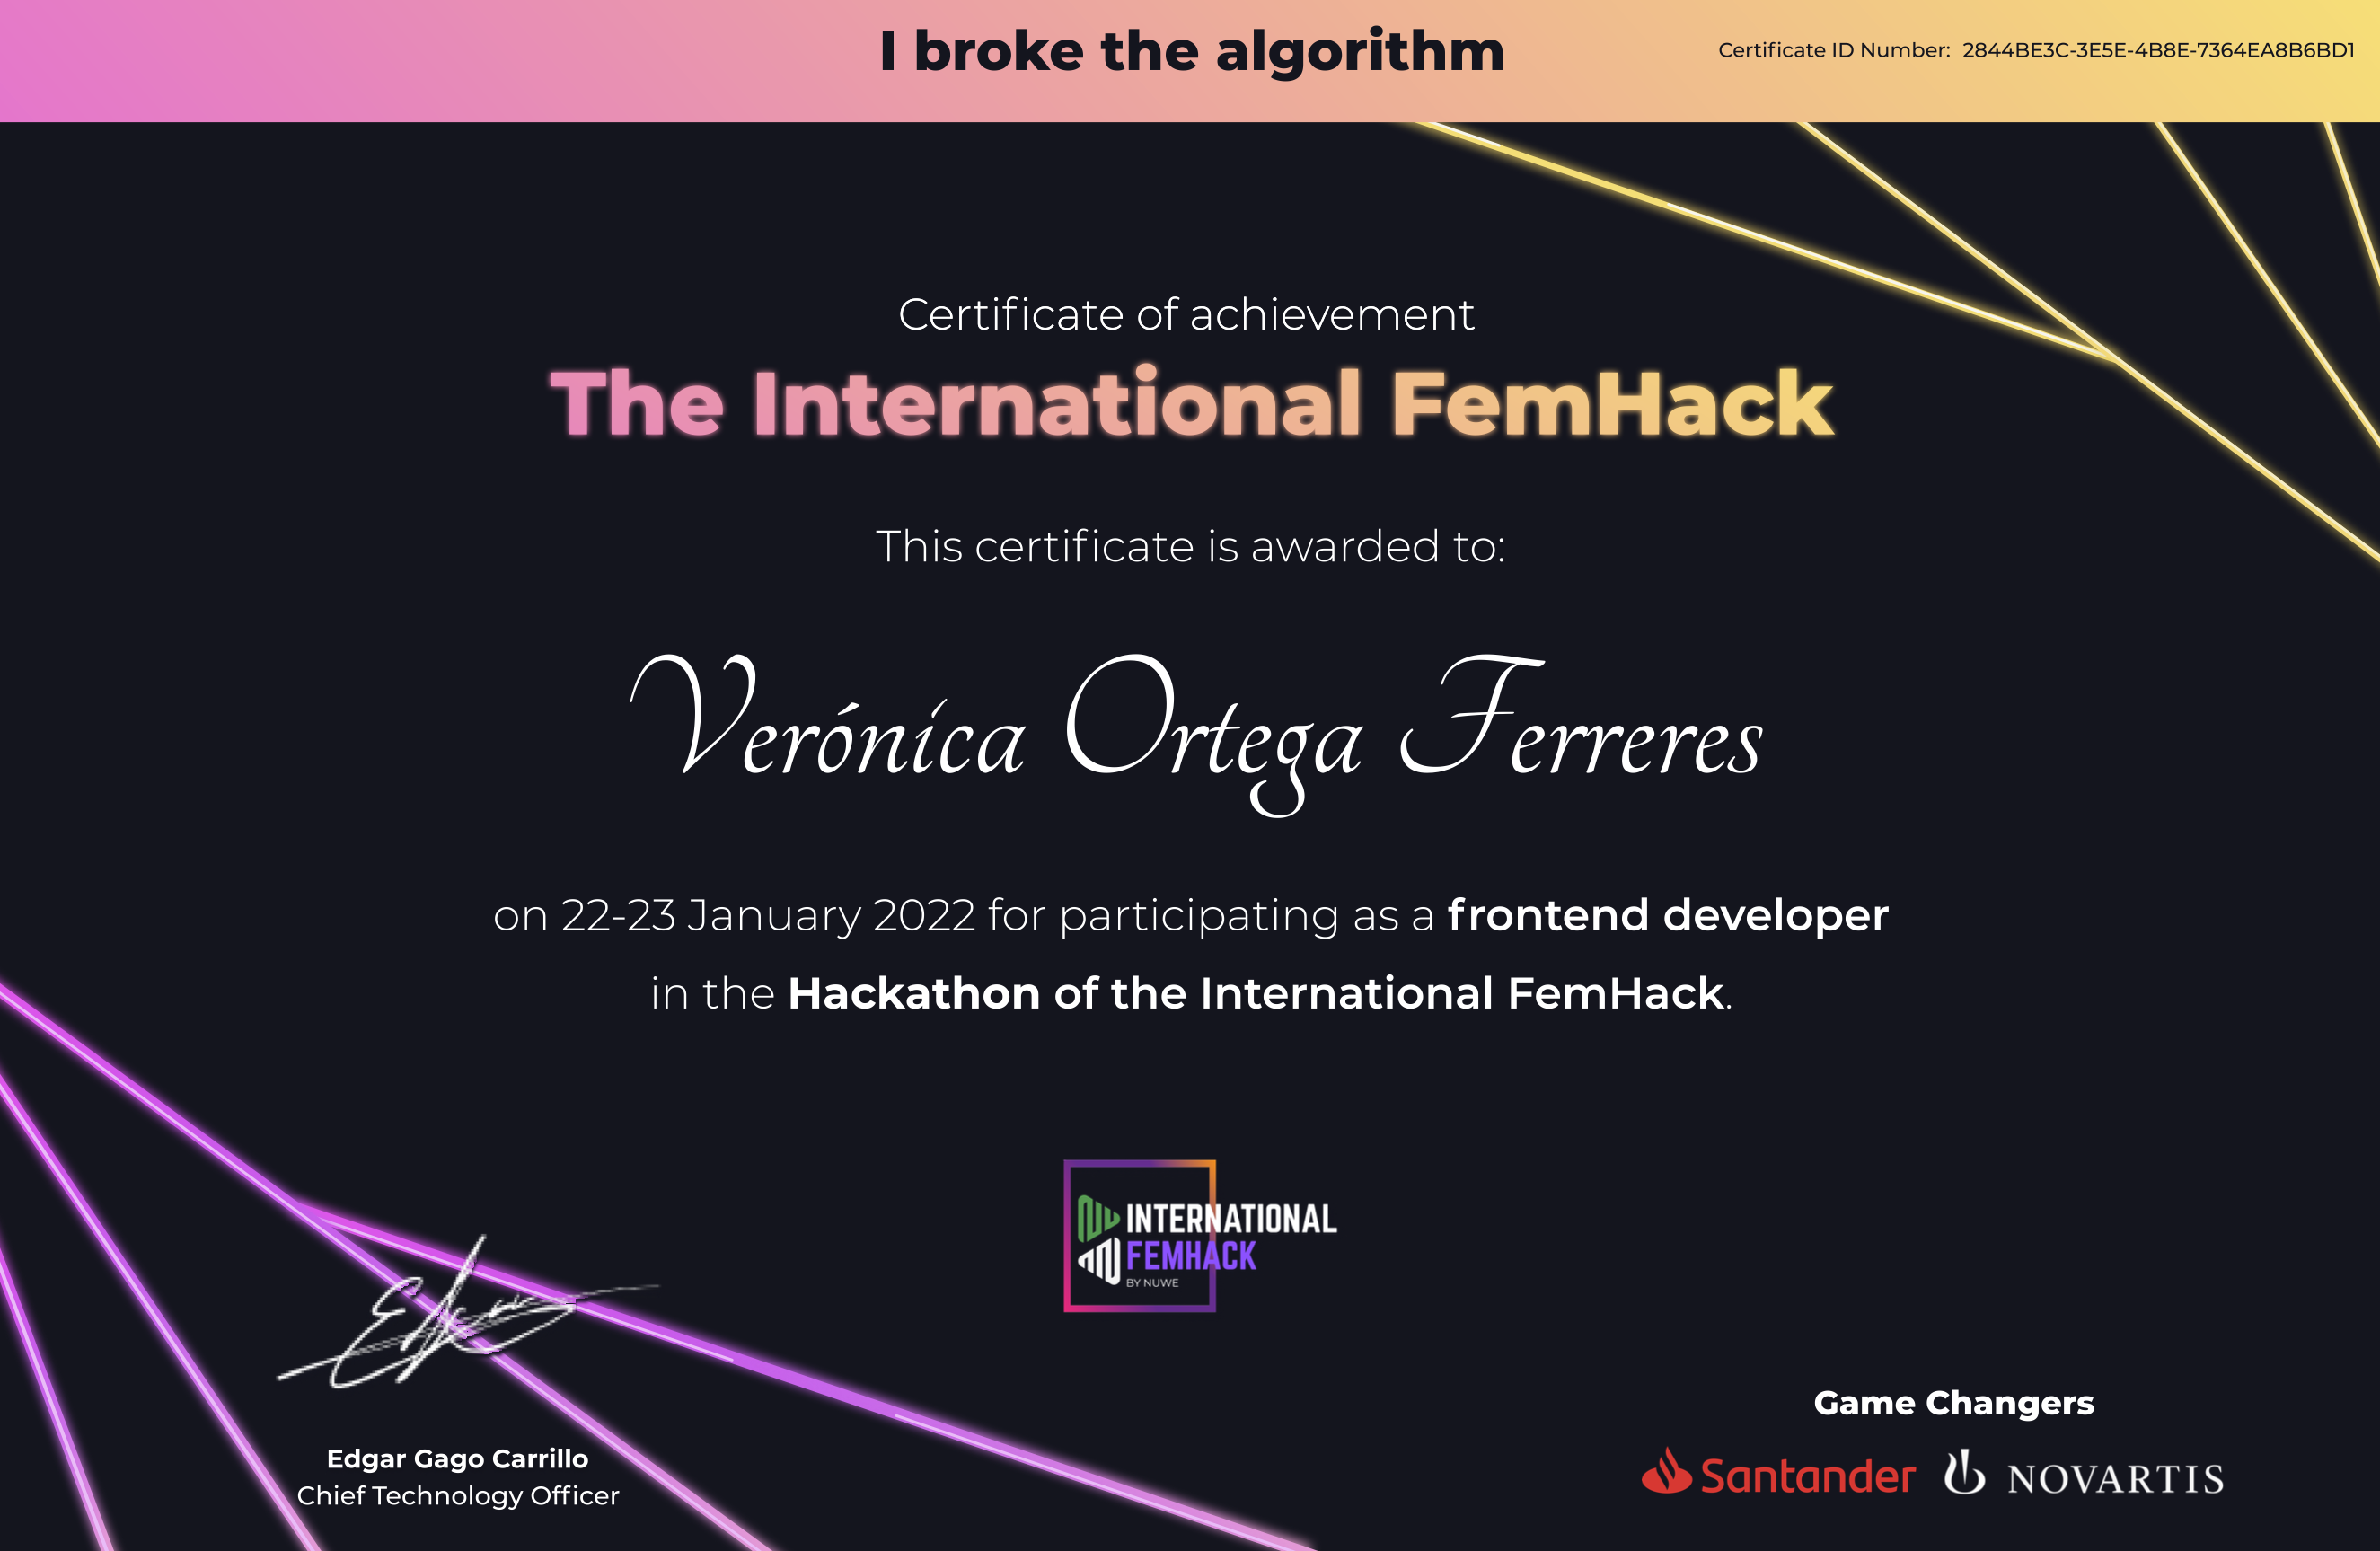 I broke the algorithm
Certificate ID Number: 2844BE3C-3E5E-4B8E-7364EA8B6BD1
Certificate of achievement
The International FemHack
This certificate is awarded to:
Verónica Ortega Ferreres
on 22-23 January 2022 for participating as a frontend developer
in the Hackathon of the International FemHack.
INTERNATIONAL
FEMHACK
BY NUWE
Edgar Gago Carrillo
Chief Technology Officer
Game Changers
Santander NOVARTIS